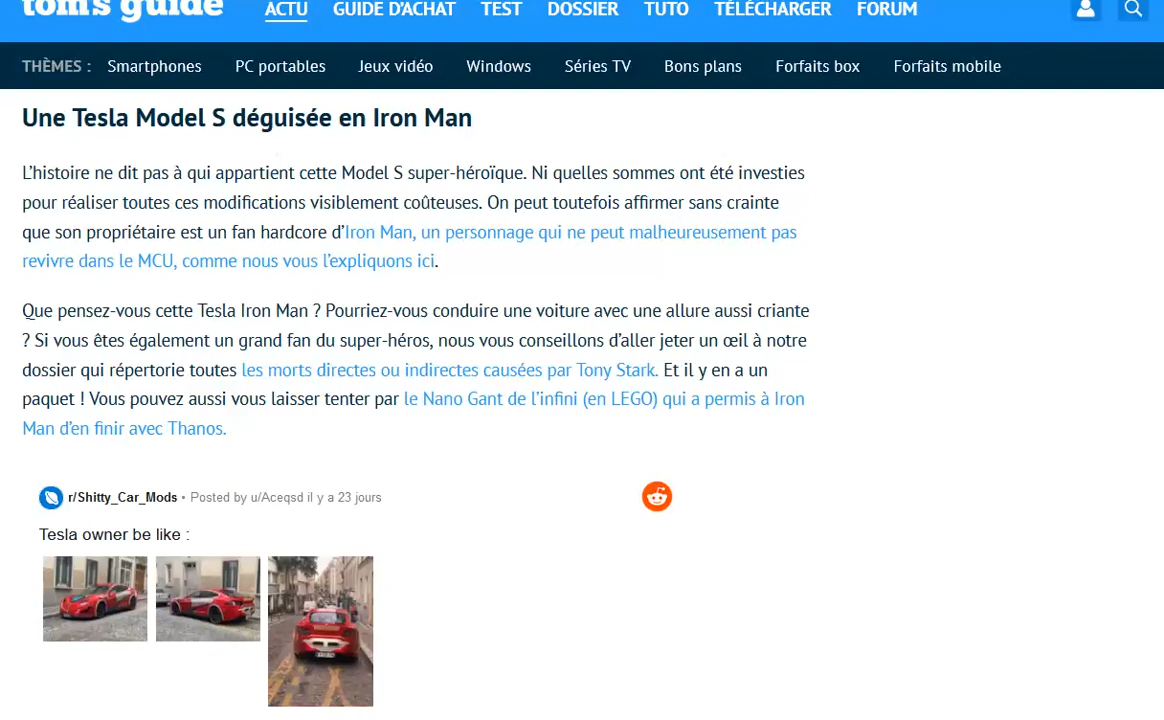 tom's guide
ACTU GUIDE D'ACHAT TEST DOSSIER TUTO TÉLÉCHARGER FORUM
THÈMES : Smartphones PC portables Jeux vidéo Windows Séries TV Bons plans Forfaits box Forfaits mobile
Une Tesla Model S déguisée en Iron Man
L’histoire ne dit pas à qui appartient cette Model S super-héroïque. Ni quelles sommes ont été investies
pour réaliser toutes ces modifications visiblement coûteuses. On peut toutefois affirmer sans crainte
que son propriétaire est un fan hardcore d’Iron Man, un personnage qui ne peut malheureusement pas
revivre dans le MCU, comme nous vous l’expliquons ici.
Que pensez-vous cette Tesla Iron Man ? Pourriez-vous conduire une voiture avec une allure aussi criante
? Si vous êtes également un grand fan du super-héros, nous vous conseillons d’aller jeter un œil à notre
dossier qui répertorie toutes les morts directes ou indirectes causées par Tony Stark. Et il y en a un
paquet ! Vous pouvez aussi vous laisser tenter par le Nano Gant de l’infini (en LEGO) qui a permis à Iron
Man d’en finir avec Thanos.
r/Shitty_Car_Mods • Posted by u/Aceqsd il y a 23 jours
Tesla owner be like :